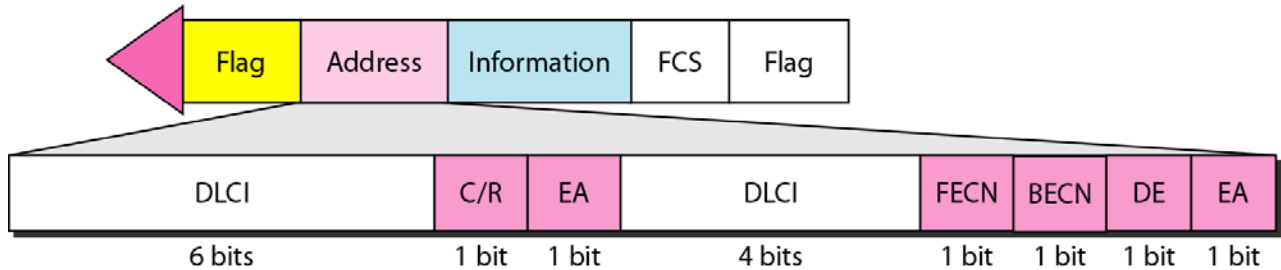 Flag Address Information FCS Flag
DLCI C/R EA DLCI FECN BECN DE EA
6 bits 1 bit 1 bit 4 bits 1 bit 1 bit 1 bit 1 bit